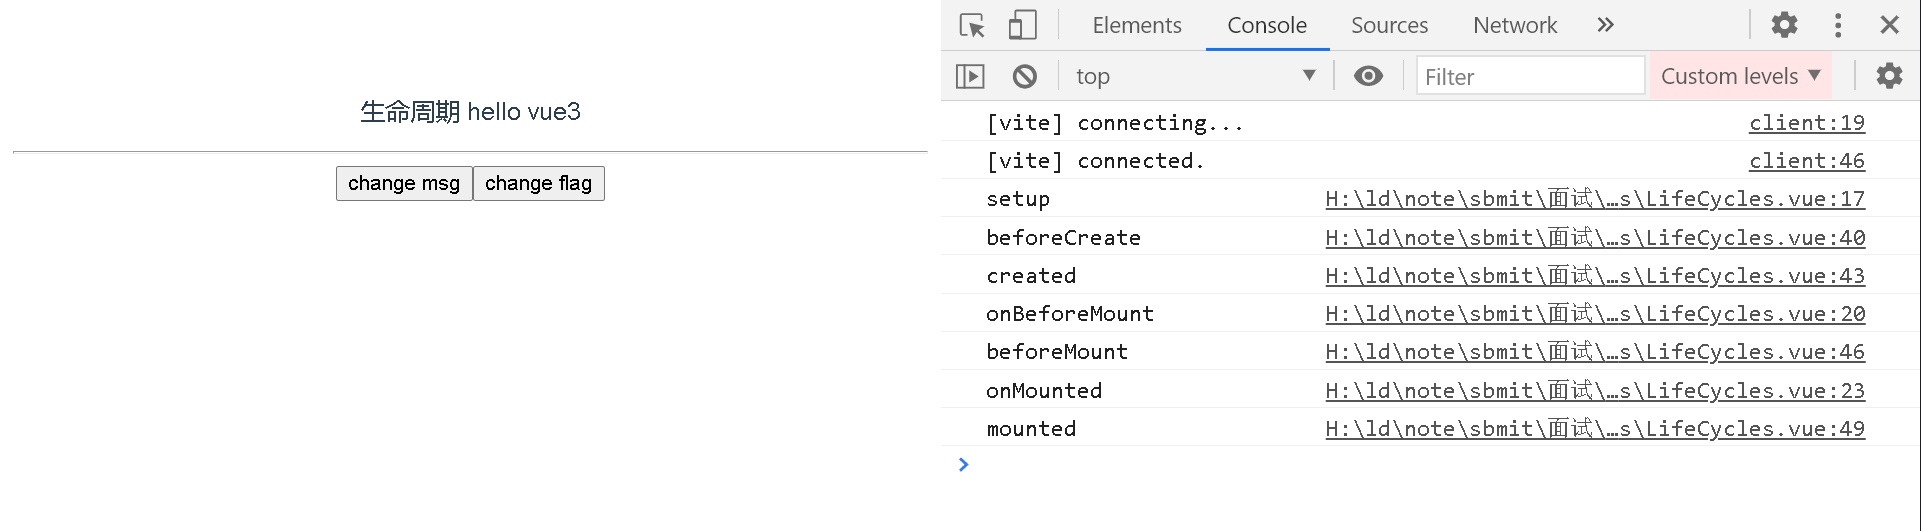 生命周期 hello vue3
change msg change flag
Elements Console Sources Network
top Filter Custom levels
[vite] connecting... client:19
[vite] connected. client:46
setup H:\ld\note\sbmit\面试\…s\LifeCycles.vue:17
beforeCreate H:\ld\note\sbmit\面试\…s\LifeCycles.vue:40
created H:\ld\note\sbmit\面试\…s\LifeCycles.vue:43
onBeforeMount H:\ld\note\sbmit\面试\…s\LifeCycles.vue:20
beforeMount H:\ld\note\sbmit\面试\…s\LifeCycles.vue:46
onMounted H:\ld\note\sbmit\面试\…s\LifeCycles.vue:23
mounted H:\ld\note\sbmit\面试\…s\LifeCycles.vue:49